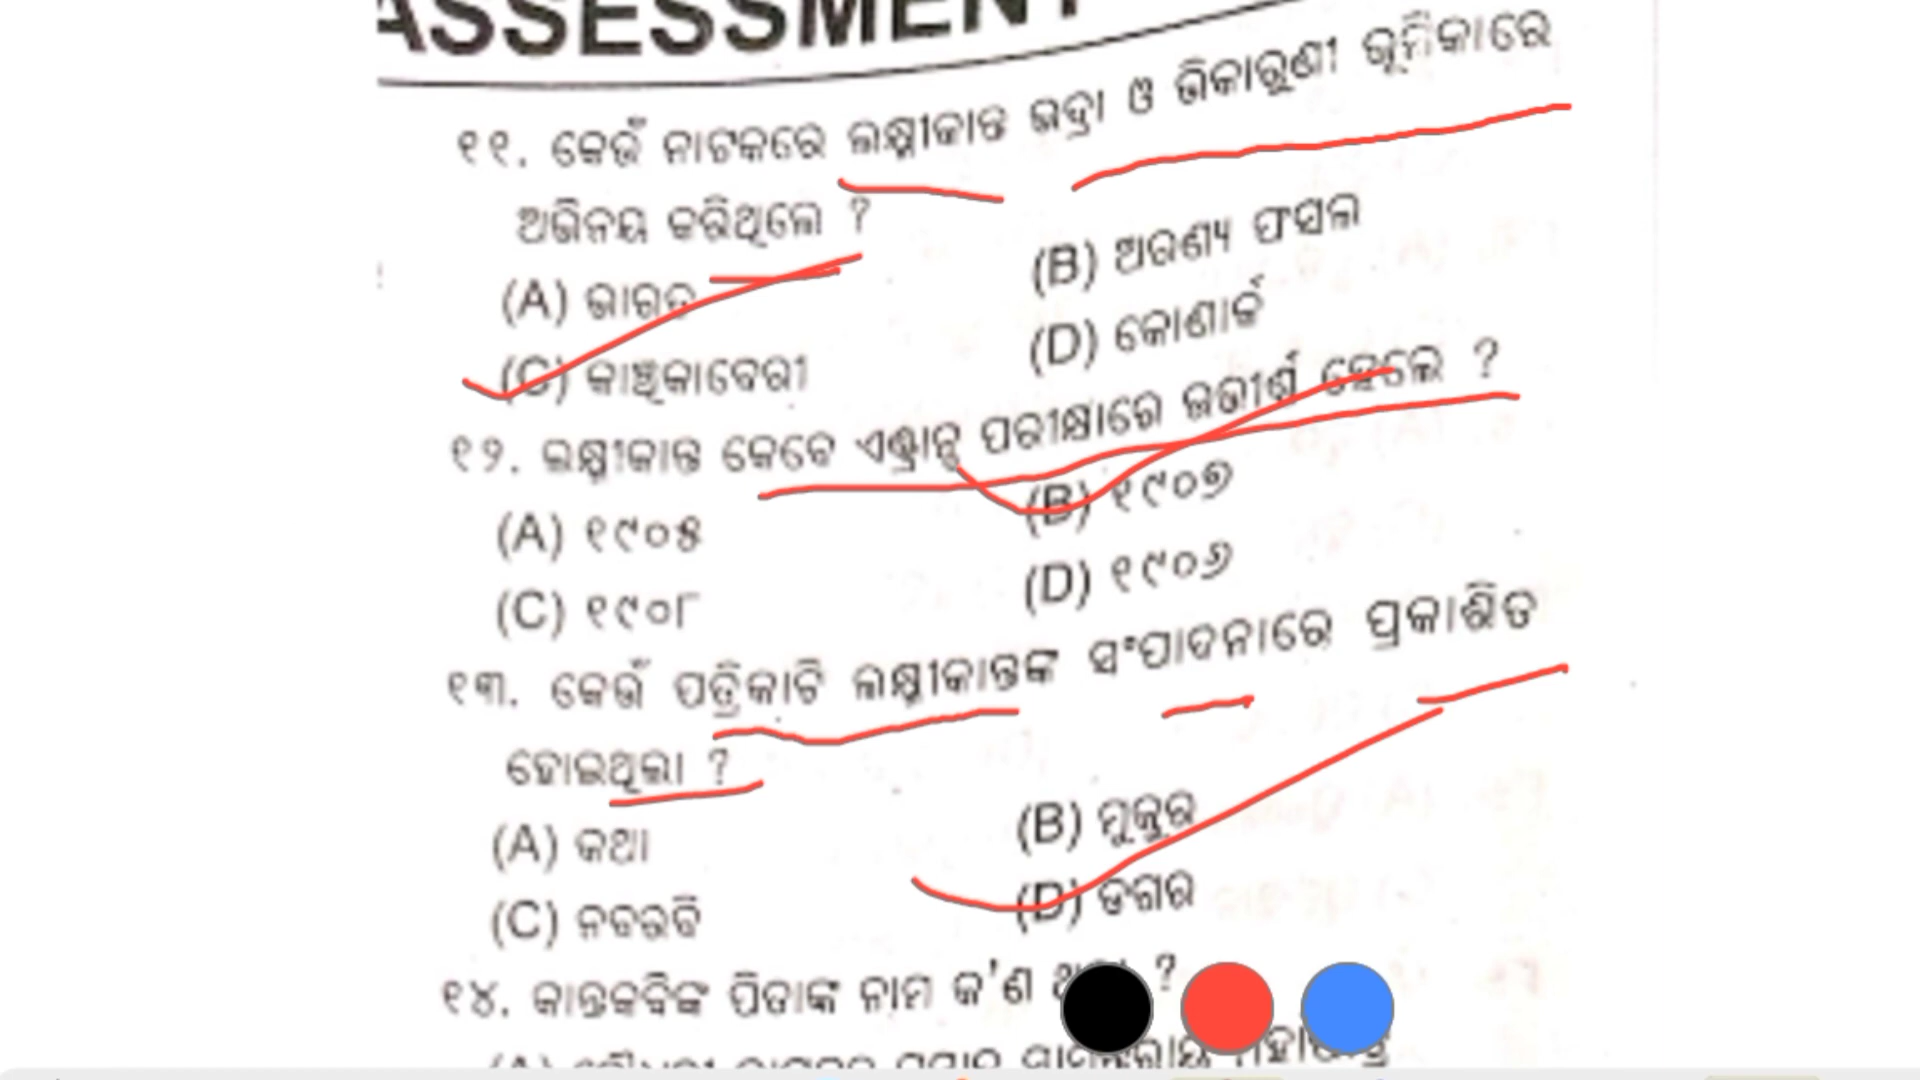 ASSESSMENT
୧୧. କେଉଁ ନାଟକରେ ଲକ୍ଷ୍ମୀକାନ୍ତ ଭଦ୍ରା ଓ ଭିକାରୁଣୀ ଭୂମିକାରେ
ଅଭିନୟ କରିଥିଲେ ?
(A) ଭାରତ
(B) ଅରଣ୍ୟ ଫସଲ
(C) କାଞ୍ଚିକାବେରୀ
(D) କୋଣାର୍କ
୧୨. ଲକ୍ଷ୍ମୀକାନ୍ତ କେବେ ଏଣ୍ଟ୍ରାନ୍ସ ପରୀକ୍ଷାରେ ଉତ୍ତୀର୍ଣ୍ଣ ହେଲେ ?
(A) ୧୯୦୫
(B) ୧୯୦୭
(C) ୧୯୦୮
(D) ୧୯୦୬
୧୩. କେଉଁ ପତ୍ରିକାଟି ଲକ୍ଷ୍ମୀକାନ୍ତଙ୍କ ସଂପାଦନାରେ ପ୍ରକାଶିତ
ହୋଇଥିଲା ?
(A) କଥା
(B) ମୁକୁର
(C) ନବରବି
(D) ଡଗର
୧୪. କାନ୍ତକବିଙ୍କ ପିତାଙ୍କ ନାମ କ'ଣ ?